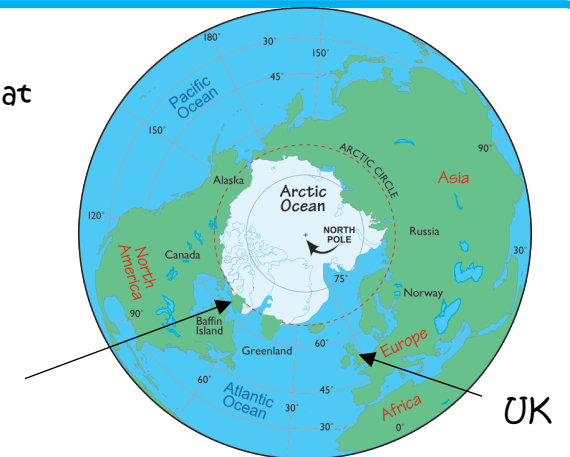 at
180°
30°
150°
45°
Pacific
Ocean
150°
ARCTIC CIRCLE
90°
Alaska
Arctic
Ocean
Asia
120°
NORTH
POLE
Russia
30°
North
America
Canada
75°
Norway
90°
Baffin
Island
Greenland
60°
Europe
60°
Atlantic
Ocean
45°
30°
30°
Africa
0°
UK